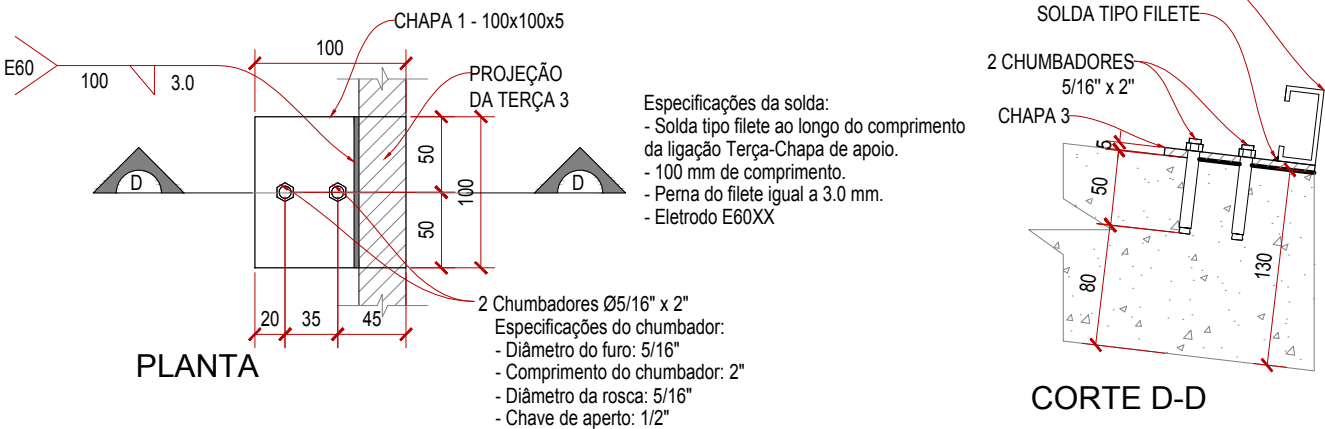 CHAPA 1 - 100x100x5
100
E60
100
3.0
PROJEÇÃO
DA TERÇA 3
50
100
50
D
D
20
35
45
PLANTA
Especificações da solda:
- Solda tipo filete ao longo do comprimento
da ligação Terça-Chapa de apoio.
- 100 mm de comprimento.
- Perna do filete igual a 3.0 mm.
- Eletrodo E60XX
2 Chumbadores Ø5/16" x 2"
Especificações do chumbador:
- Diâmetro do furo: 5/16"
- Comprimento do chumbador: 2"
- Diâmetro da rosca: 5/16"
- Chave de aperto: 1/2"
SOLDA TIPO FILETE
2 CHUMBADORES
5/16" x 2"
CHAPA 3
5
50
80
130
CORTE D-D